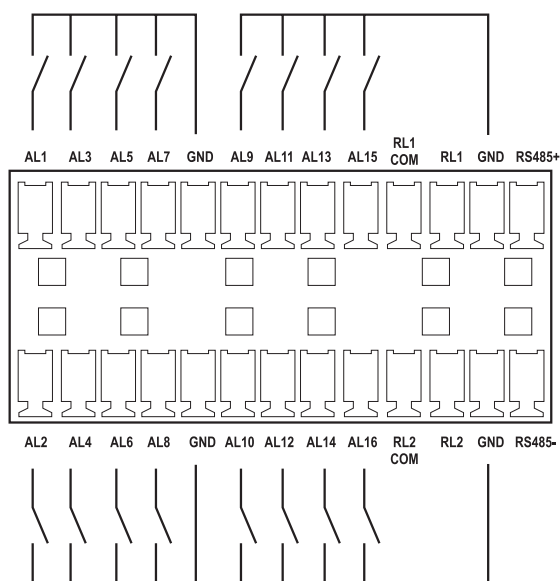 AL1 AL3 AL5 AL7 GND AL9 AL11 AL13 AL15 RL1 COM RL1 GND RS485+
AL2 AL4 AL6 AL8 GND AL10 AL12 AL14 AL16 RL2 COM RL2 GND RS485-